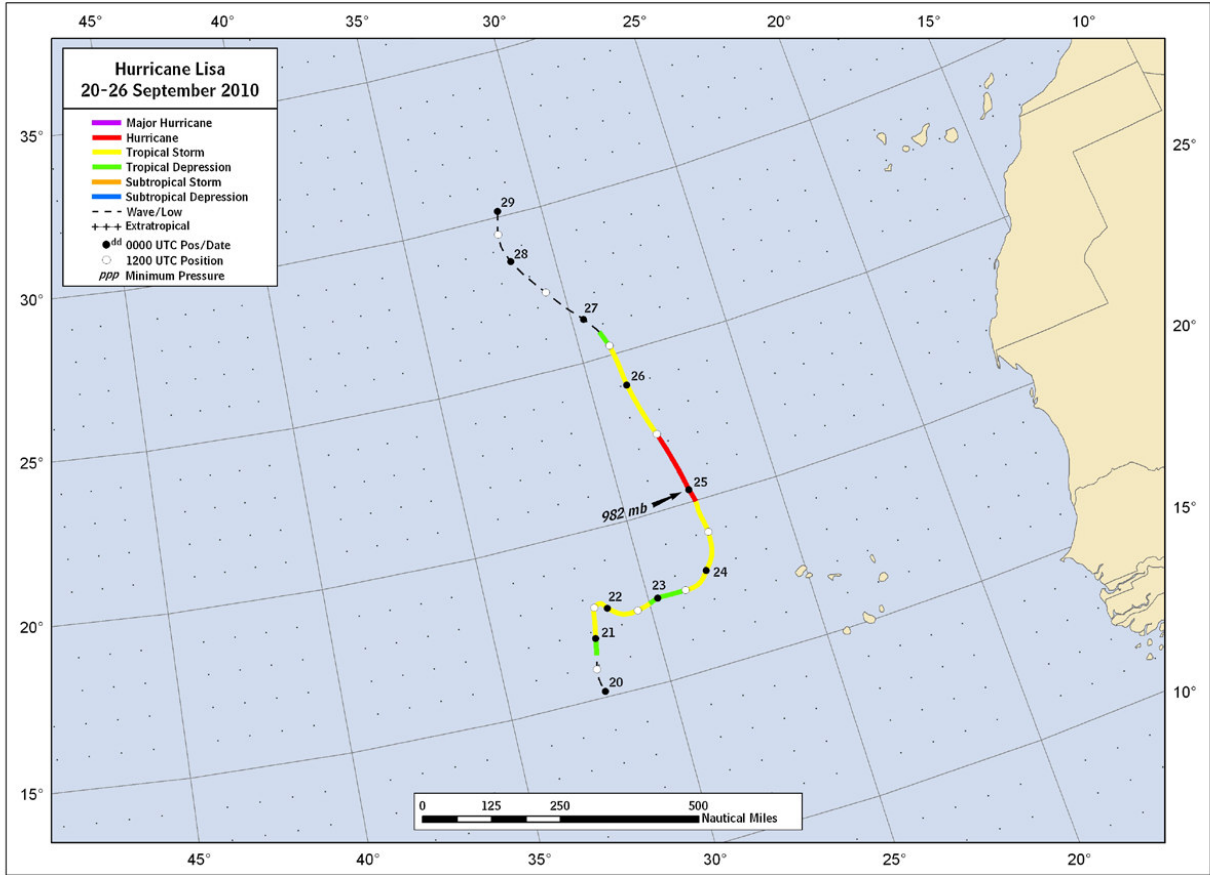 45° 40° 35° 30° 25° 20° 15° 10°
Hurricane Lisa
20-26 September 2010
Major Hurricane
Hurricane
Tropical Storm
Tropical Depression
Subtropical Storm
Subtropical Depression
Wave/Low
Extratropical
dd 0000 UTC Pos/Date
1200 UTC Position
ppp Minimum Pressure
35°
25°
29
28
30°
27
20°
26
25°
25
982 mb
15°
24
23
22
20°
21
20
10°
15°
0 125 250 500
Nautical Miles
45° 40° 35° 30° 25° 20°